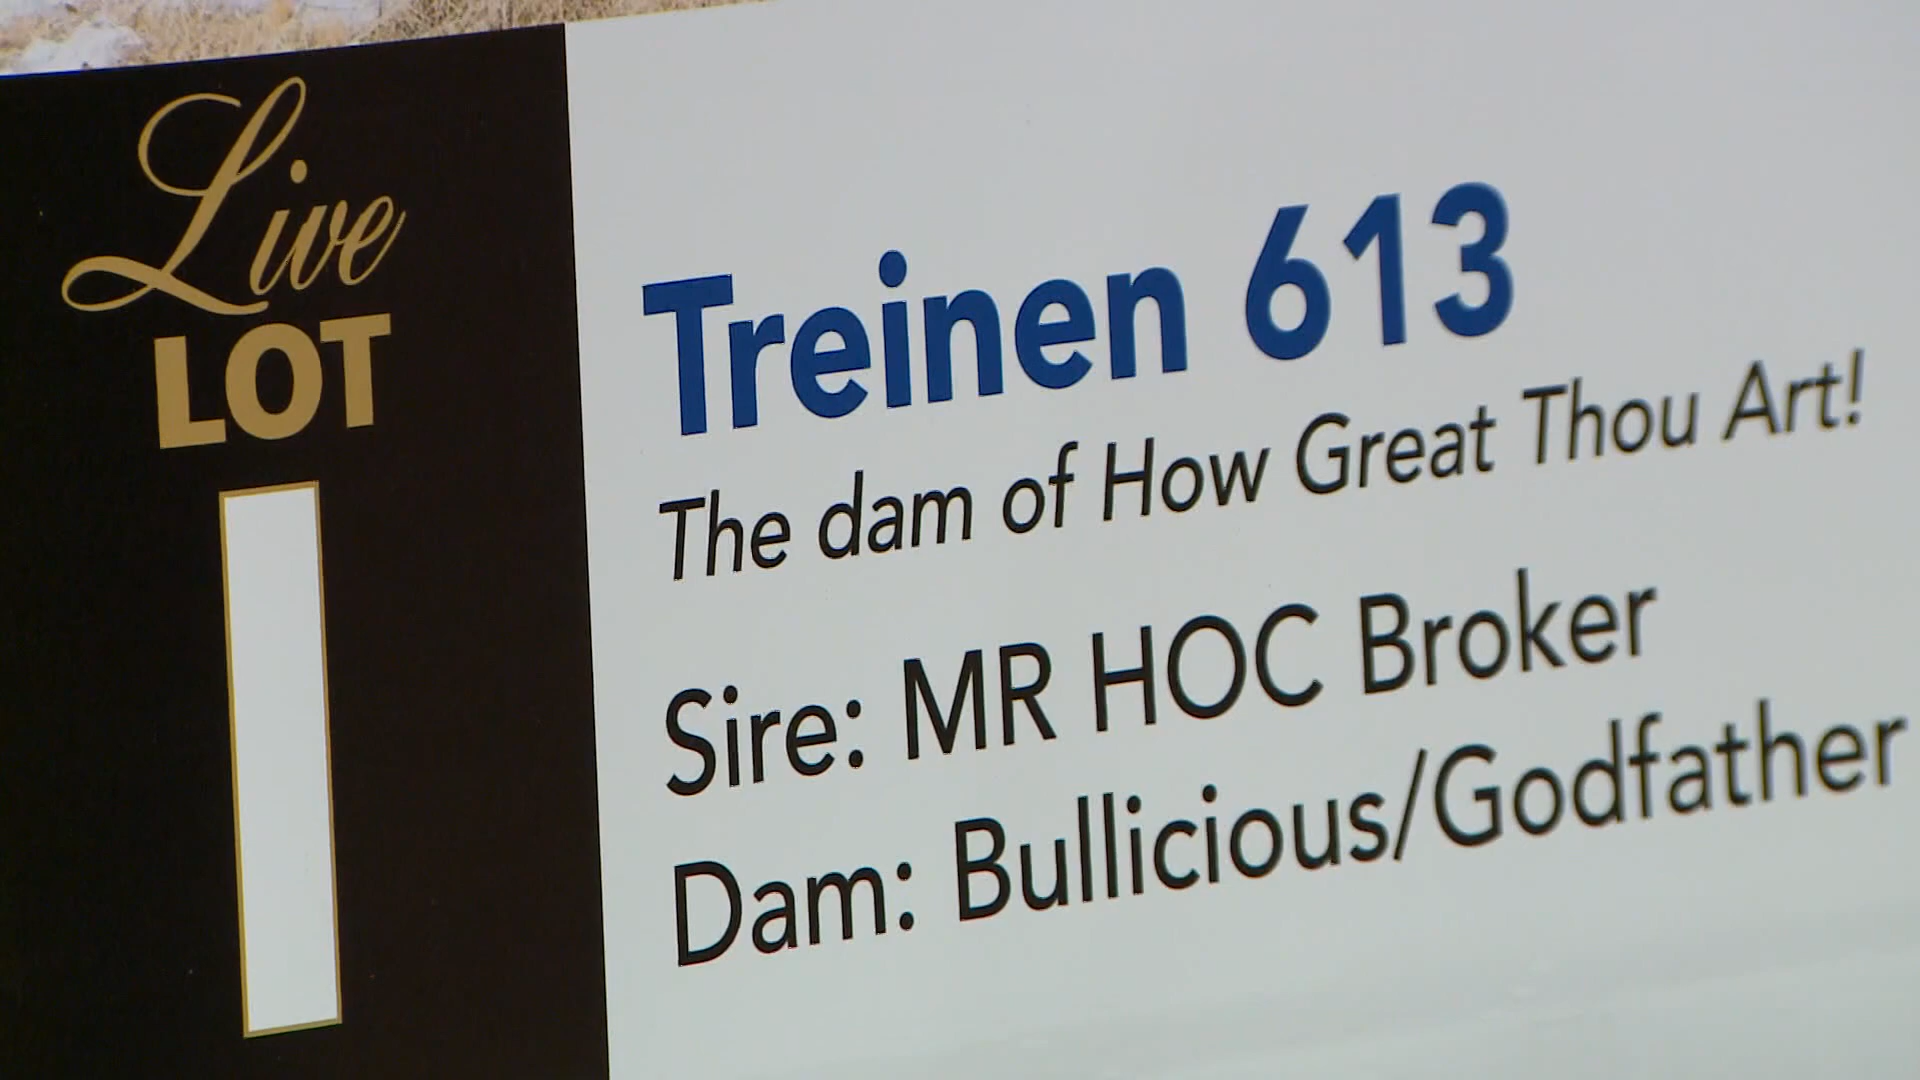 Live
LOT
1
Treinen 613
The dam of How Great Thou Art!
Sire: MR HOC Broker
Dam: Bullicious/Godfather